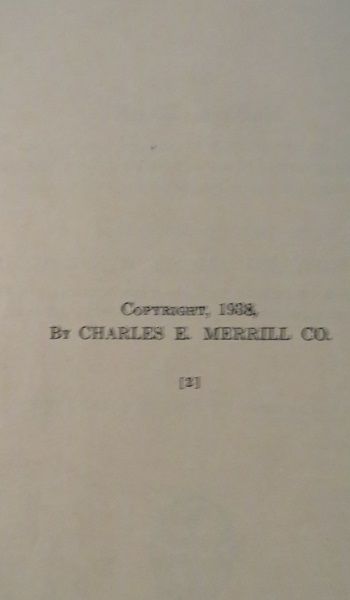 COPYRIGHT, 1938,
BY CHARLES E. MERRILL CO.
[2]